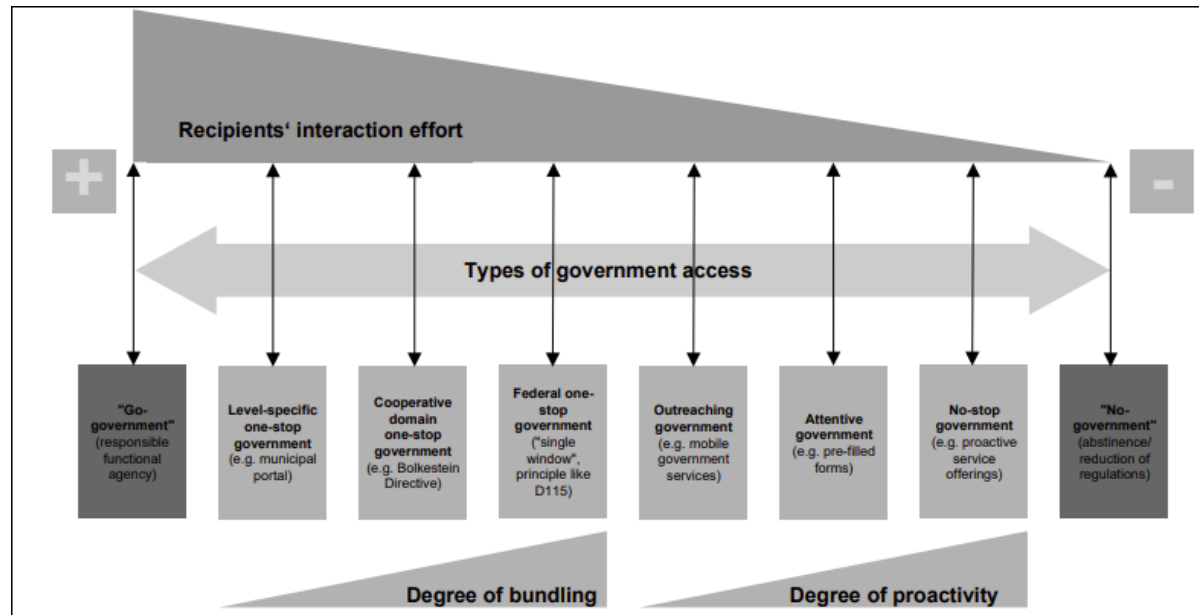 Recipients‘ interaction effort
+
-
Types of government access
"Go-
government"
(responsible
functional
agency)
Level-specific
one-stop
government
(e.g. municipal
portal)
Cooperative
domain
one-stop
government
(e.g. Bolkestein
Directive)
Federal one-
stop
government
("single
window",
principle like
D115)
Outreaching
government
(e.g. mobile
government
services)
Attentive
government
(e.g. pre-filled
forms)
No-stop
government
(e.g. proactive
service
offerings)
"No-
government"
(abstinence/
reduction of
regulations)
Degree of bundling
Degree of proactivity